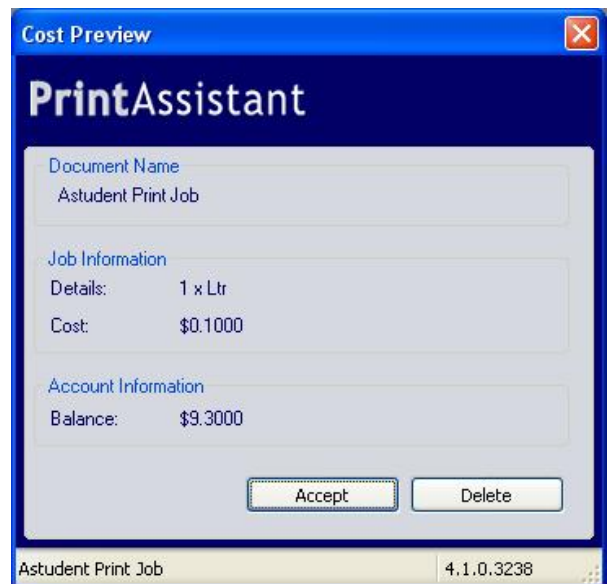 Cost Preview
PrintAssistant
Document Name
Astudent Print Job
Job Information
Details: 1 x Ltr
Cost: $0.1000
Account Information
Balance: $9.3000
Accept Delete
Astudent Print Job 4.1.0.3238